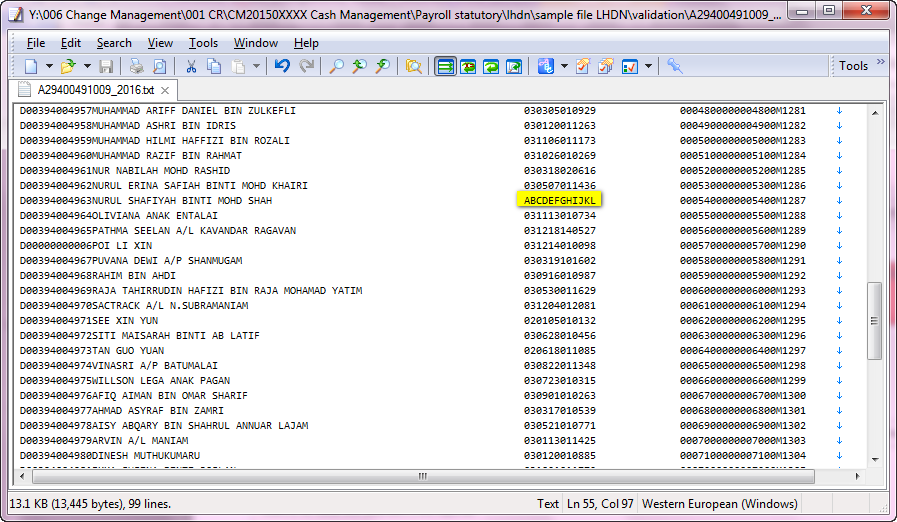 Y:\006 Change Management\001 CR\CM20150XXXX Cash Management\Payroll statutory\lhdn\sample file LHDN\validation\A29400491009_2...
File Edit Search View Tools Window Help
Tools »
A29400491009_2016.txt
D00394004957MUHAMMAD ARIFF DANIEL BIN ZULKEFLI 030305010929 0004800000004800M1281
D00394004958MUHAMMAD ASHRI BIN IDRIS 030120011263 0004900000004900M1282
D00394004959MUHAMMAD HILMI HAFFIZI BIN ROZALI 031106011173 0005000000005000M1283
D00394004960MUHAMMAD RAZIF BIN RAHMAT 031026010269 0005100000005100M1284
D00394004961NUR NABILAH MOHD RASHID 030318020616 0005200000005200M1285
D00394004962NURUL ERINA SAFIAH BINTI MOHD KHAIRI 030507011436 0005300000005300M1286
D00394004963NURUL SHAFIYAH BINTI MOHD SHAH ABCDEFGHIJKL 0005400000005400M1287
D00394004964OLIVIANA ANAK ENTALAI 031113010734 0005500000005500M1288
D00394004965PATHMA SEELAN A/L KAVANDAR RAGAVAN 031218140527 0005600000005600M1289
D00000000006POI LI XIN 031214010098 0005700000005700M1290
D00394004967PUVANA DEWI A/P SHANMUGAM 030319101602 0005800000005800M1291
D00394004968RAHIM BIN AHDI 030916010987 0005900000005900M1292
D00394004969RAJA TAHIRRUDIN HAFIZI BIN RAJA MOHAMAD YATIM 030530011629 0006000000006000M1293
D00394004970SACTRACK A/L N.SUBRAMANIAM 031204012081 0006100000006100M1294
D00394004971SEE XIN YUN 020105010132 0006200000006200M1295
D00394004972SITI MAISARAH BINTI AB LATIF 030628010456 0006300000006300M1296
D00394004973TAN GUO YUAN 020618011085 0006400000006400M1297
D00394004974VINASRI A/P BATUMALAI 030822011348 0006500000006500M1298
D00394004975WILLSON LEGA ANAK PAGAN 030723010315 0006600000006600M1299
D00394004976AFIQ AIMAN BIN OMAR SHARIF 030901010263 0006700000006700M1300
D00394004977AHMAD ASYRAF BIN ZAMRI 030317010539 0006800000006800M1301
D00394004978AISY ABQARY BIN SHAHRUL ANNUAR LAJAM 030521010771 0006900000006900M1302
D00394004979ARVIN A/L MANIAM 030113011425 0007000000007000M1303
D00394004980DINESH MUTHUKUMARU 030120010885 0007100000007100M1304
13.1 KB (13,445 bytes), 99 lines. Text Ln 55, Col 97 Western European (Windows)